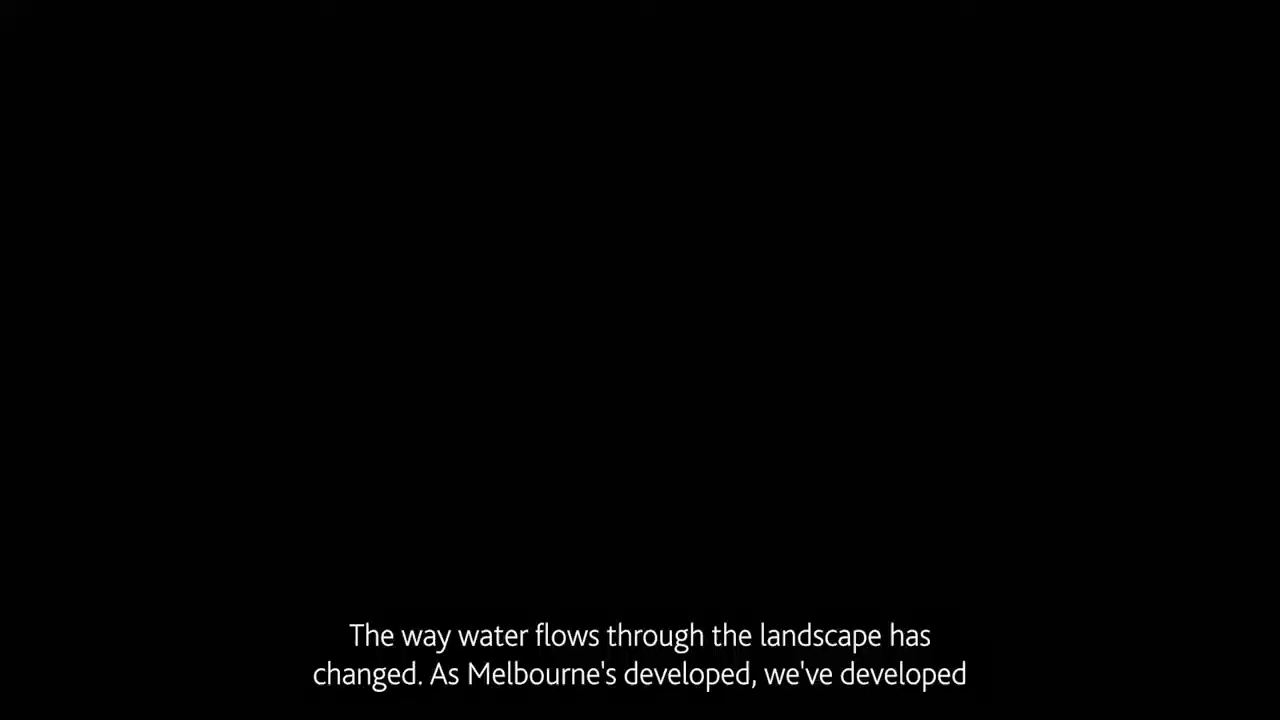 The way water flows through the landscape has
changed. As Melbourne's developed, we've developed